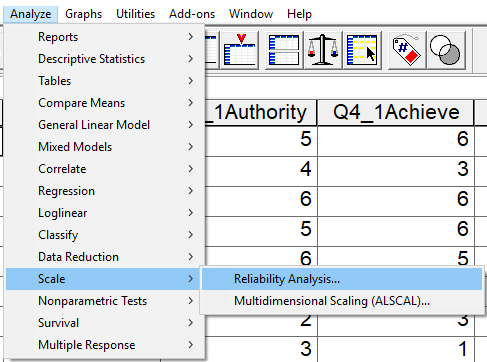 Analyze Graphs Utilities Add-ons Window Help
Reports
Descriptive Statistics
Tables
Compare Means
General Linear Model
Mixed Models
Correlate
Regression
Loglinear
Classify
Data Reduction
Scale
Nonparametric Tests
Survival
Multiple Response
Reliability Analysis...
Multidimensional Scaling (ALSCAL)...
_1Authority Q4_1Achieve
5 6
4 3
6 6
5 6
6 5
2 3
3 1